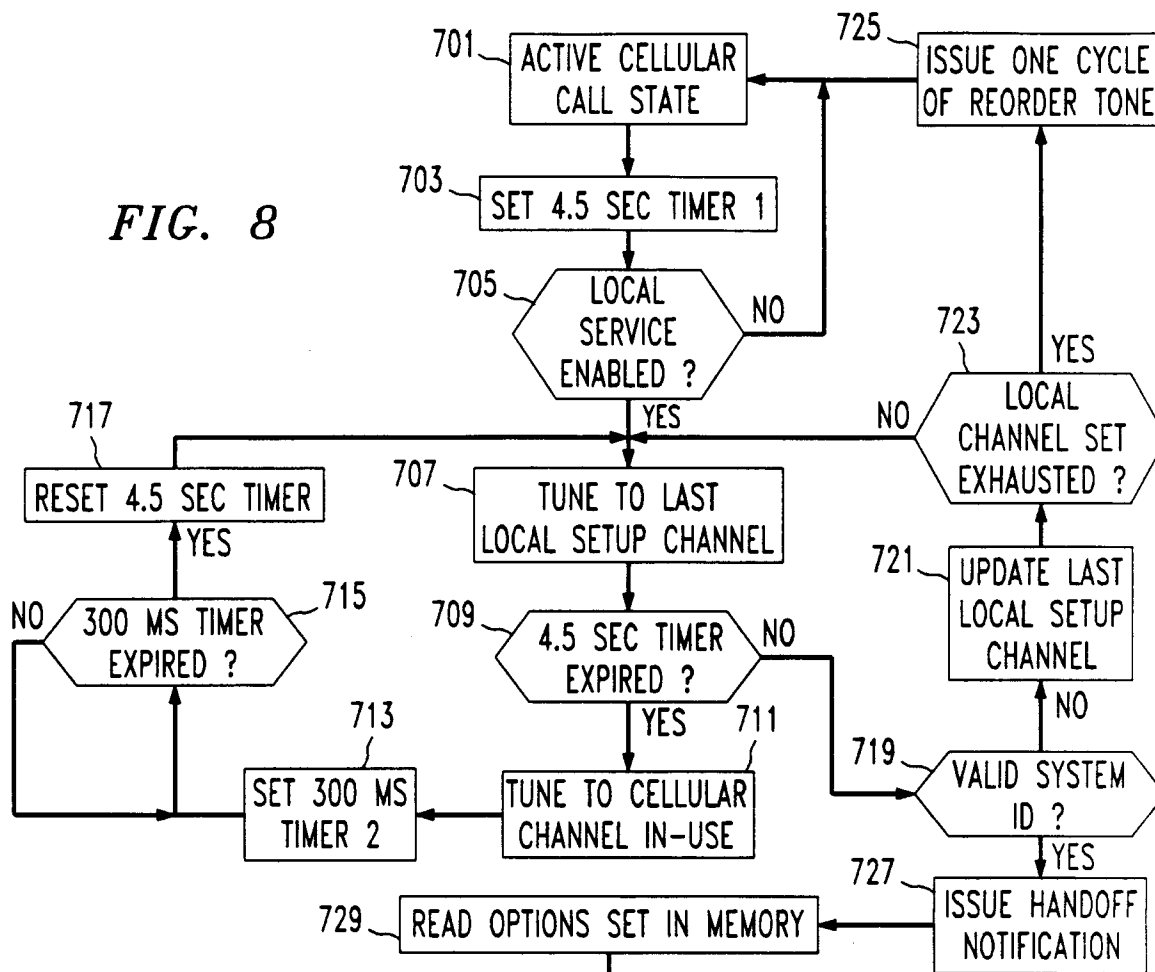 FIG. 8
701
ACTIVE CELLULAR
CALL STATE
725
ISSUE ONE CYCLE
OF REORDER TONE
703
SET 4.5 SEC TIMER 1
705
LOCAL
SERVICE
ENABLED ?
NO
YES
723
YES
NO
LOCAL
CHANNEL SET
EXHAUSTED ?
717
RESET 4.5 SEC TIMER
YES
707
TUNE TO LAST
LOCAL SETUP CHANNEL
721
UPDATE LAST
LOCAL SETUP
CHANNEL
NO
715
300 MS TIMER
EXPIRED ?
NO
709
4.5 SEC TIMER
EXPIRED ?
NO
YES
713
SET 300 MS
TIMER 2
711
TUNE TO CELLULAR
CHANNEL IN-USE
719
VALID SYSTEM
ID ?
YES
727
ISSUE HANDOFF
NOTIFICATION
729
READ OPTIONS SET IN MEMORY